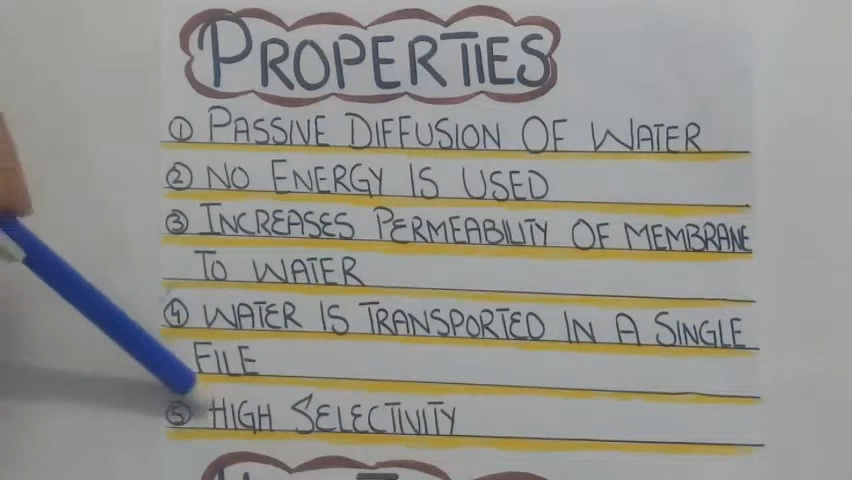 PROPERTIES
① PASSIVE DIFFUSION OF WATER
② NO ENERGY IS USED
③ INCREASES PERMEABILITY OF MEMBRANE
TO WATER
④ WATER IS TRANSPORTED IN A SINGLE
FILE
⑤ HIGH SELECTIVITY